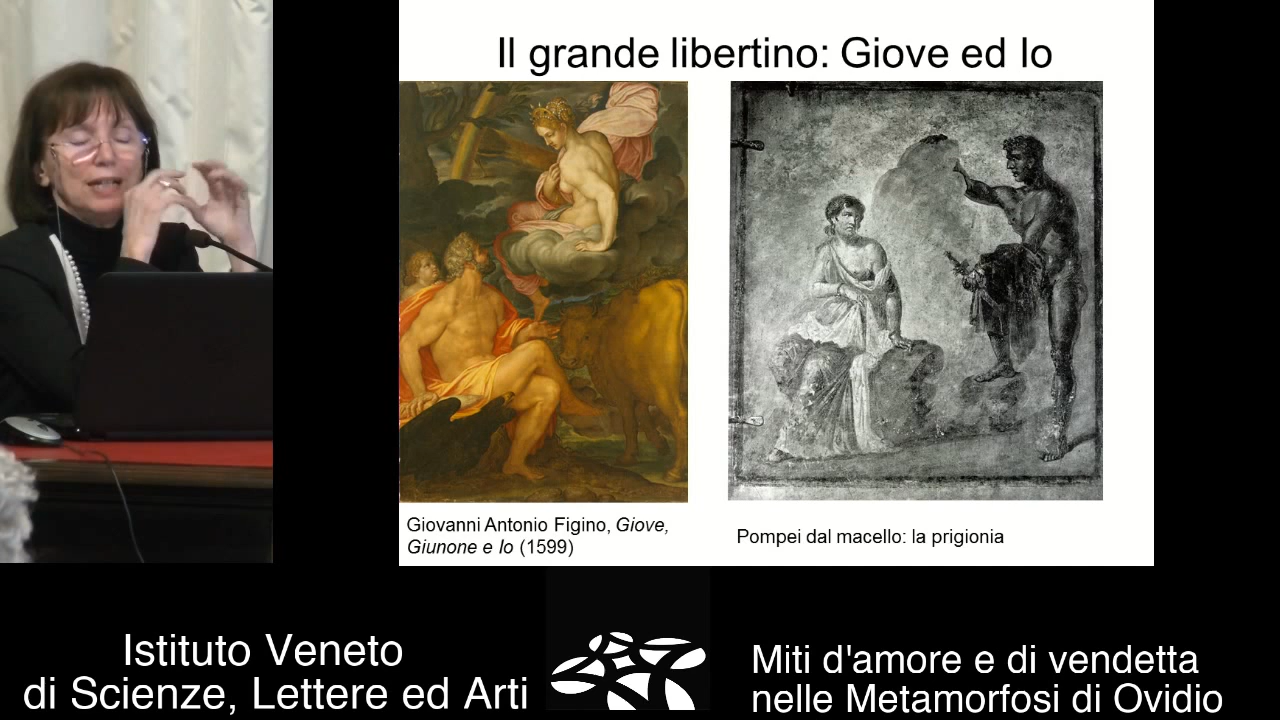 Il grande libertino: Giove ed Io
Giovanni Antonio Figino, Giove,
Giunone e Io (1599)
Pompei dal macello: la prigionia
Istituto Veneto
di Scienze, Lettere ed Arti
Miti d'amore e di vendetta
nelle Metamorfosi di Ovidio